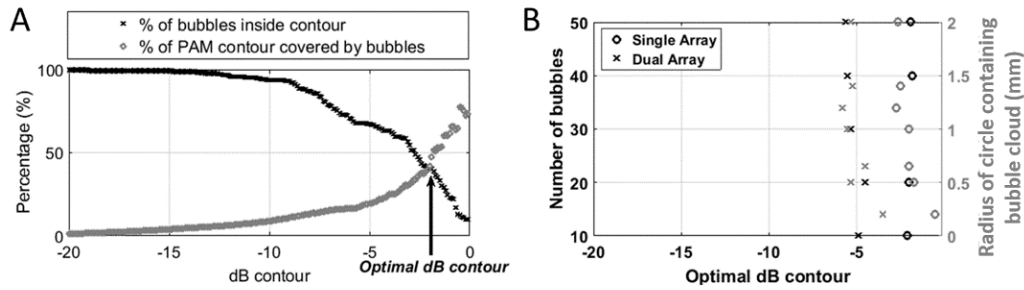 A
% of bubbles inside contour
% of PAM contour covered by bubbles
Percentage (%)
100
50
0
-20
-15
-10
-5
0
Optimal dB contour
dB contour
B
Single Array
Dual Array
Number of bubbles
50
40
30
20
10
-20
-15
-10
-5
Optimal dB contour
2
1.5
1
0.5
0
Radius of circle containing
bubble cloud (mm)